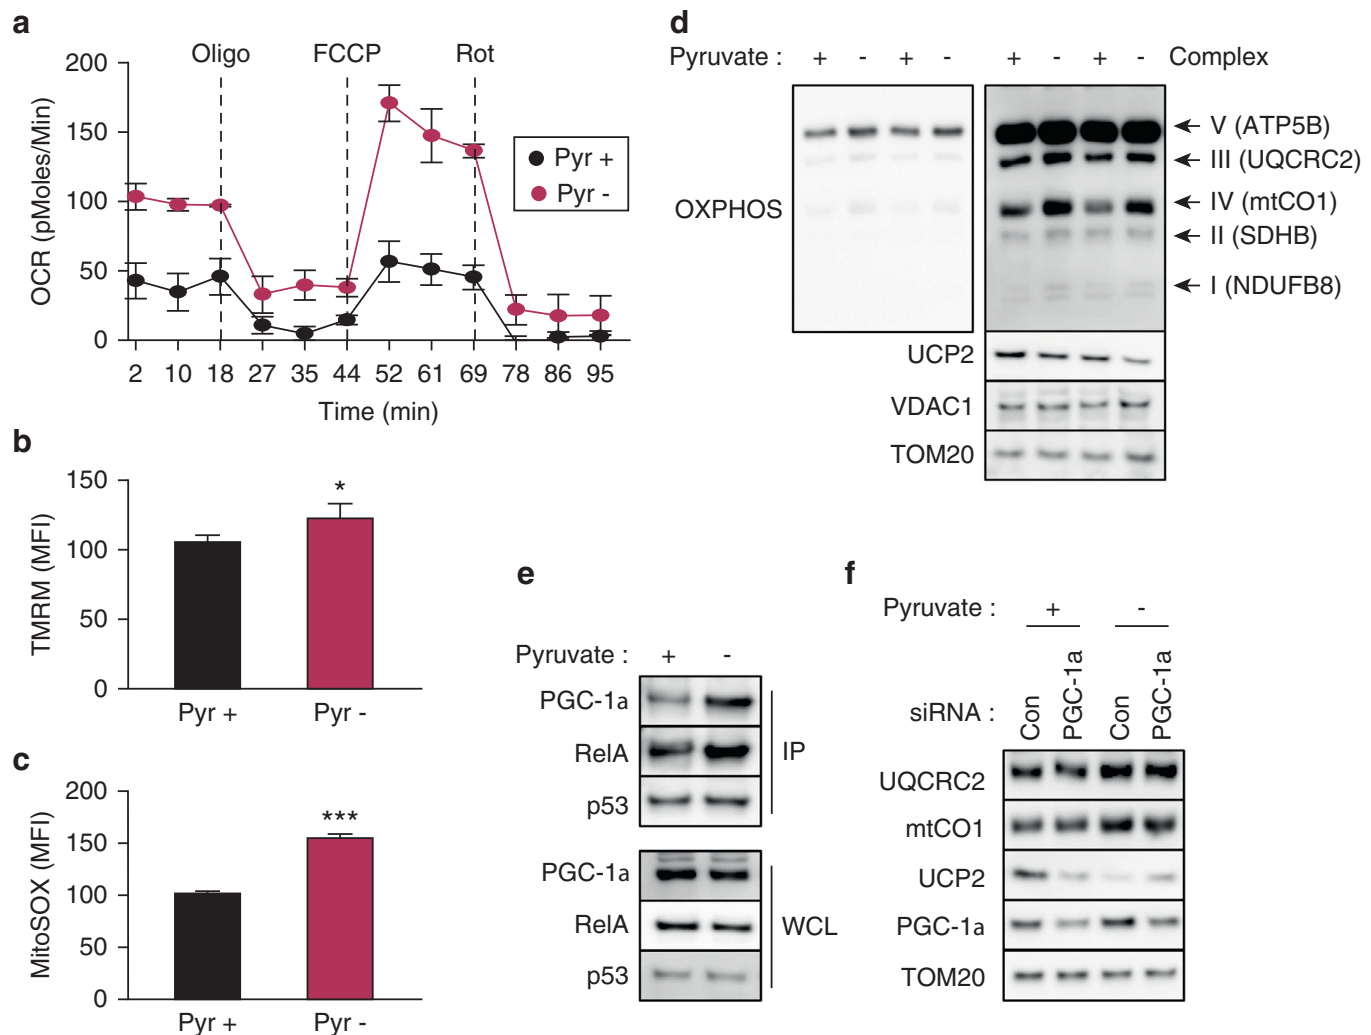 a
Oligo FCCP Rot
200
150
100
50
0
OCR (pMoles/Min)
Pyr +
Pyr -
2 10 18 27 35 44 52 61 69 78 86 95
Time (min)
b
150
100
50
0
TMRM (MFI)
*
Pyr + Pyr -
c
200
150
100
50
0
MitoSOX (MFI)
***
Pyr + Pyr -
d
Pyruvate : + - + - + - + - Complex
OXPHOS
V (ATP5B)
III (UQCRC2)
IV (mtCO1)
II (SDHB)
I (NDUFB8)
UCP2
VDAC1
TOM20
e
Pyruvate : + -
PGC-1a
RelA
p53
IP
PGC-1a
RelA
p53
WCL
f
Pyruvate : + -
siRNA : Con PGC-1a Con PGC-1a
UQCRC2
mtCO1
UCP2
PGC-1a
TOM20